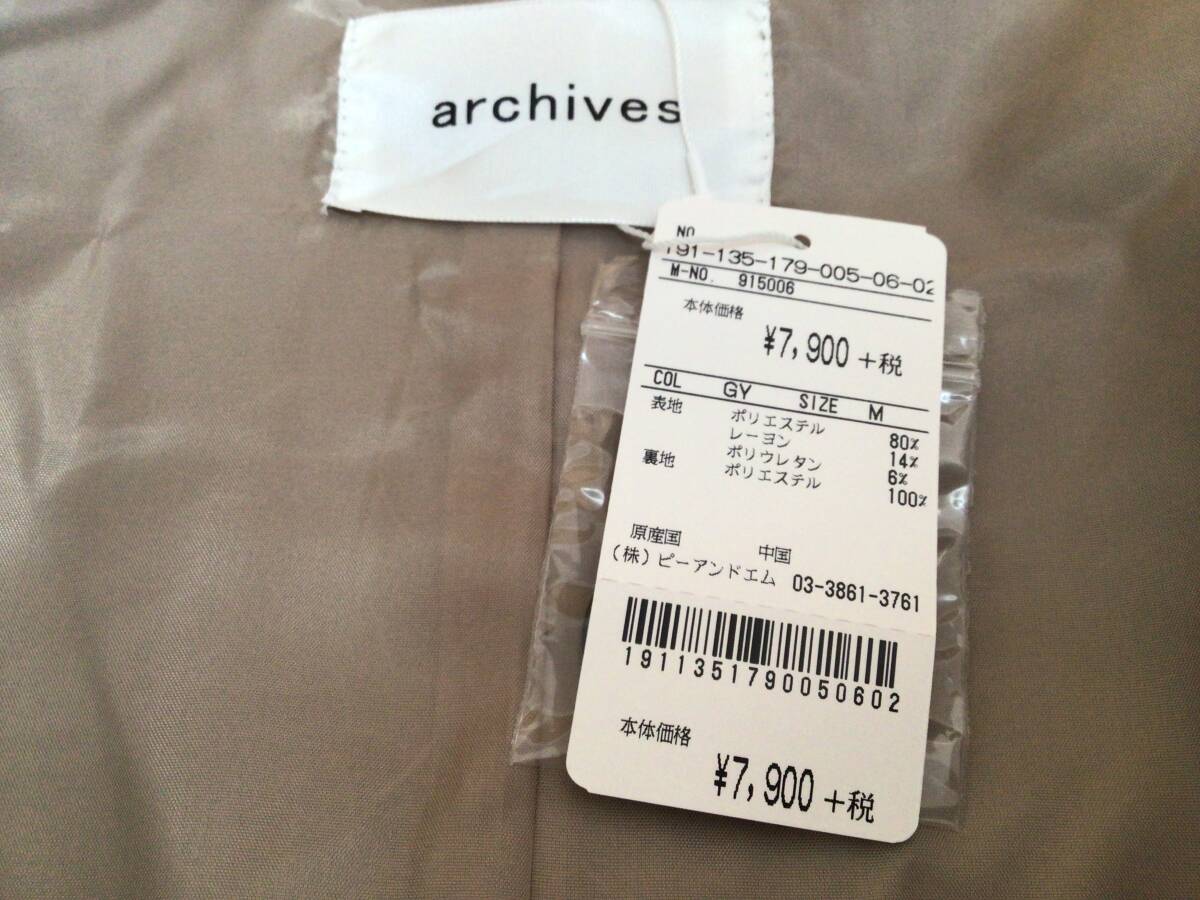 archives
NO.
191-135-179-005-06-02
M-NO. 915006
本体価格
¥7,900 +税
COL GY SIZE M
表地 ポリエステル 80%
レーヨン 14%
ポリウレタン 6%
裏地 ポリエステル 100%
原産国 中国
(株)ピーアンドエム 03-3861-3761
191135179005060​2
本体価格
¥7,900 +税